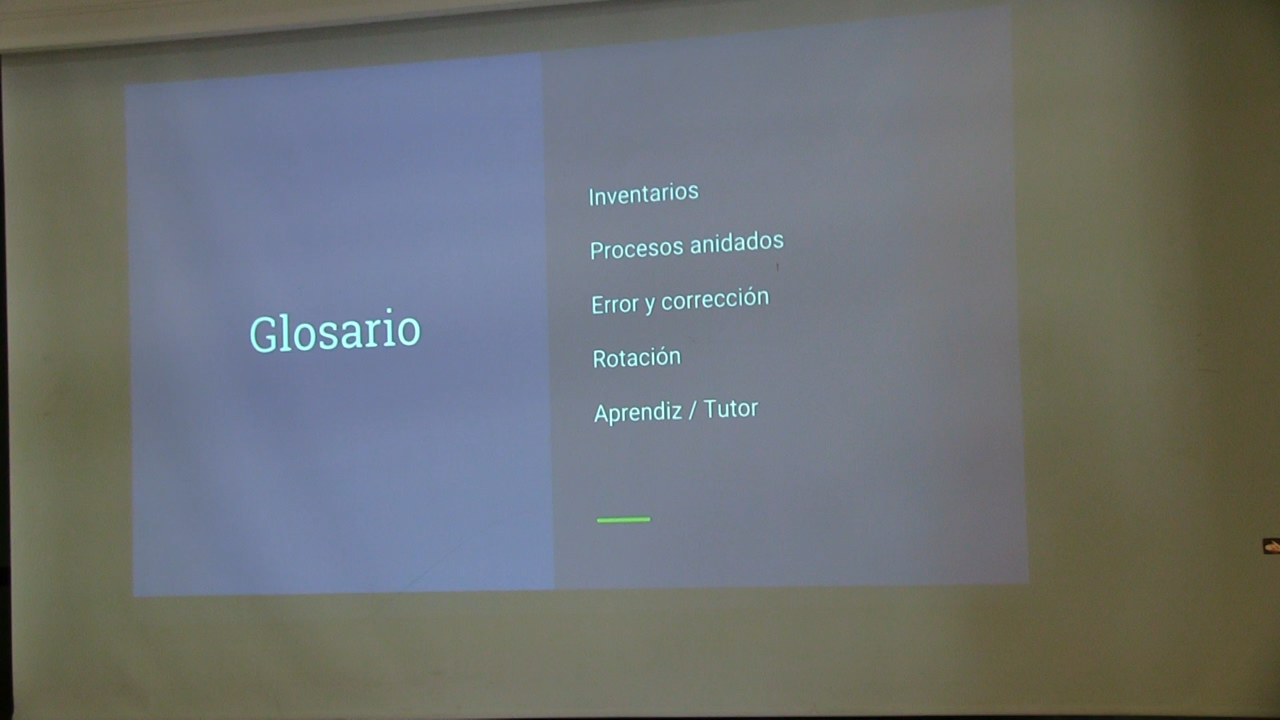 Glosario
Inventarios
Procesos anidados
Error y corrección
Rotación
Aprendiz / Tutor